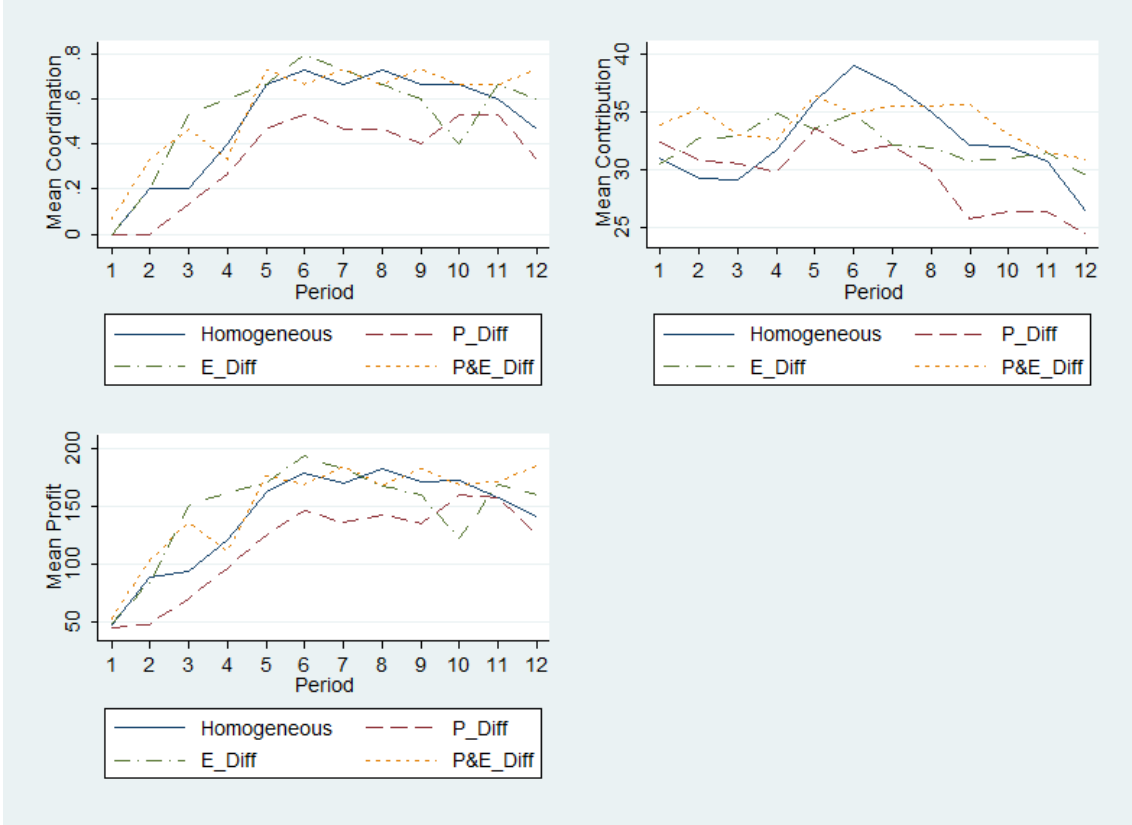 Mean Coordination
0 .2 .4 .6 .8
1 2 3 4 5 6 7 8 9 10 11 12
Period
Homogeneous P_Diff
E_Diff P&E_Diff
Mean Contribution
25 30 35 40
1 2 3 4 5 6 7 8 9 10 11 12
Period
Homogeneous P_Diff
E_Diff P&E_Diff
Mean Profit
50 100 150 200
1 2 3 4 5 6 7 8 9 10 11 12
Period
Homogeneous P_Diff
E_Diff P&E_Diff